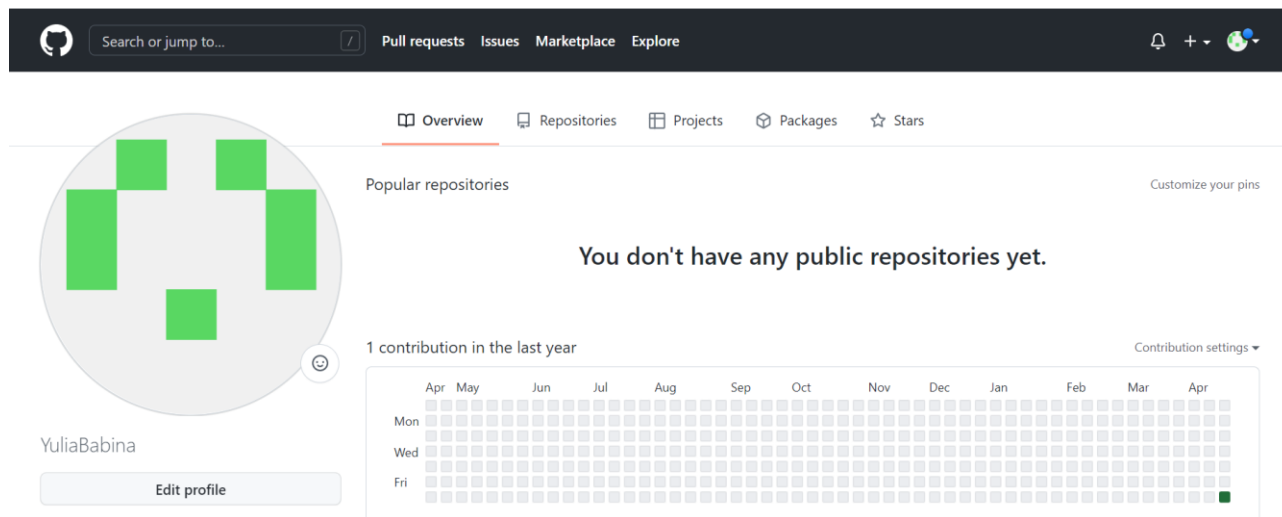 Search or jump to... /
Pull requests Issues Marketplace Explore
Overview Repositories Projects Packages Stars
Popular repositories Customize your pins
You don't have any public repositories yet.
1 contribution in the last year Contribution settings
Apr May Jun Jul Aug Sep Oct Nov Dec Jan Feb Mar Apr
Mon
Wed
Fri
YuliaBabina
Edit profile